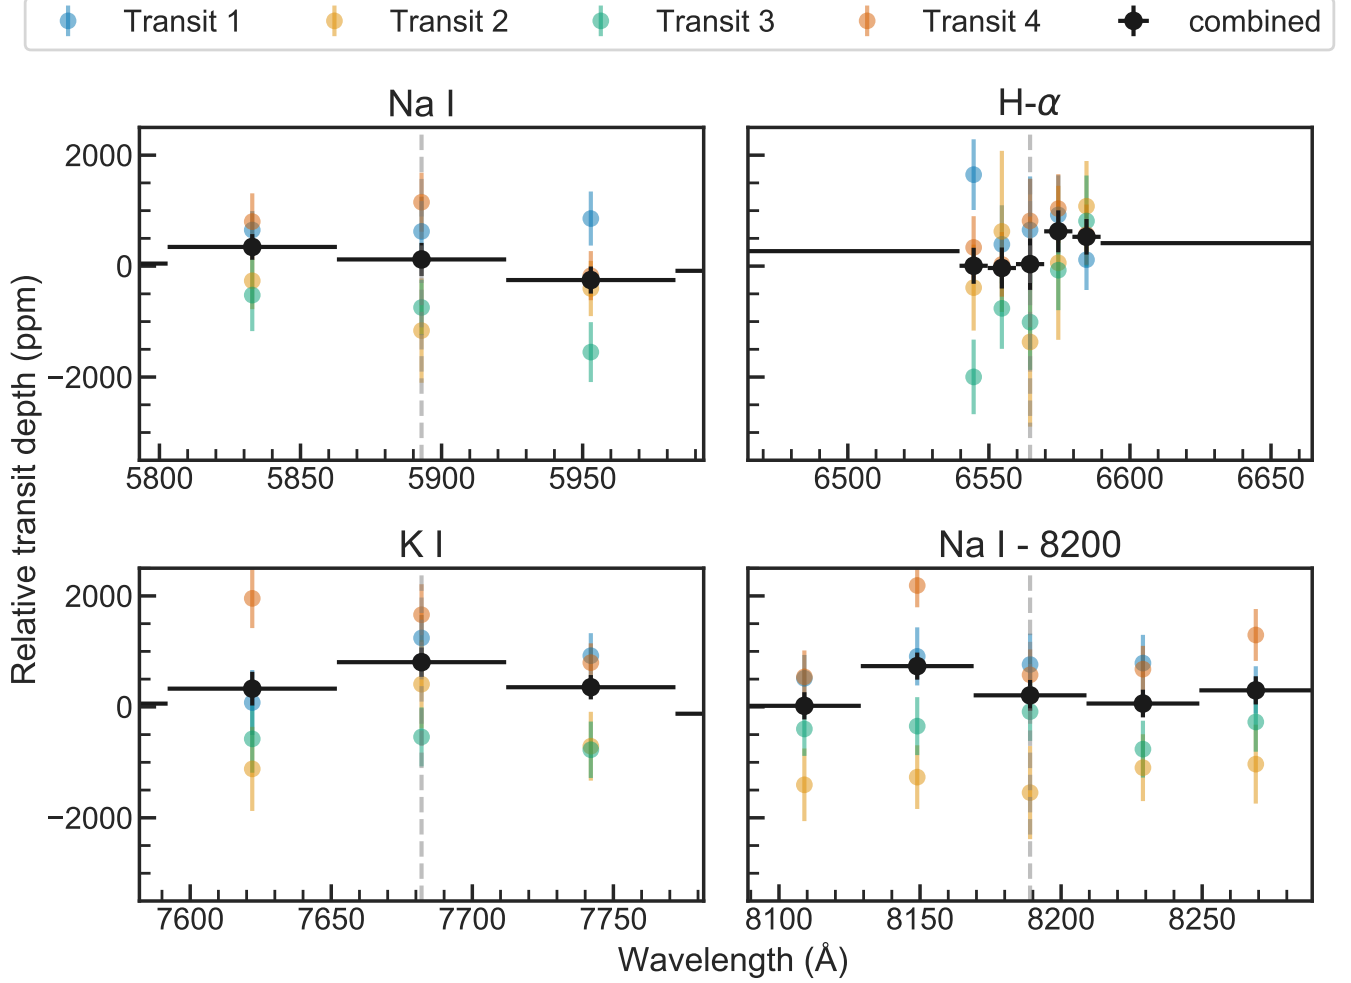 Transit 1 Transit 2 Transit 3 Transit 4 combined
Na I
H-α
2000
0
−2000
5800 5850 5900 5950
6500 6550 6600 6650
Relative transit depth (ppm)
K I
Na I - 8200
2000
0
−2000
7600 7650 7700 7750
8100 8150 8200 8250
Wavelength (Å)